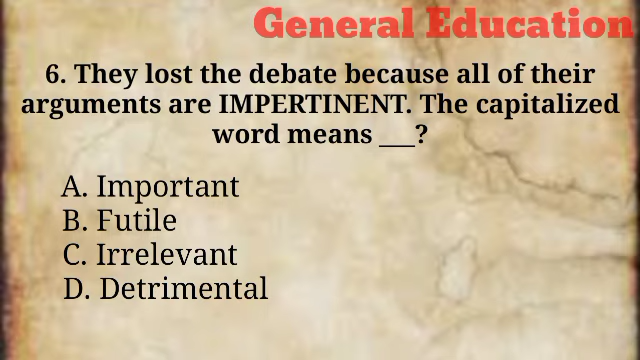 General Education
6. They lost the debate because all of their
arguments are IMPERTINENT. The capitalized
word means ___?
A. Important
B. Futile
C. Irrelevant
D. Detrimental